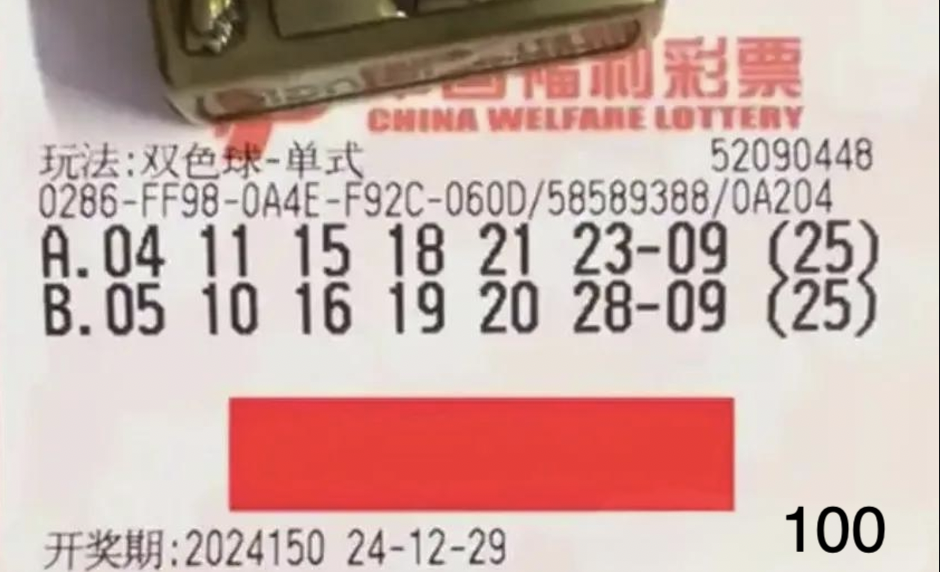 中国福利彩票
CHINA WELFARE LOTTERY
玩法:双色球-单式 52090448
0286-FF98-0A4E-F92C-060D/58589388/0A204
A.04 11 15 18 21 23-09 (25)
B.05 10 16 19 20 28-09 (25)
开奖期:2024150 24-12-29
100